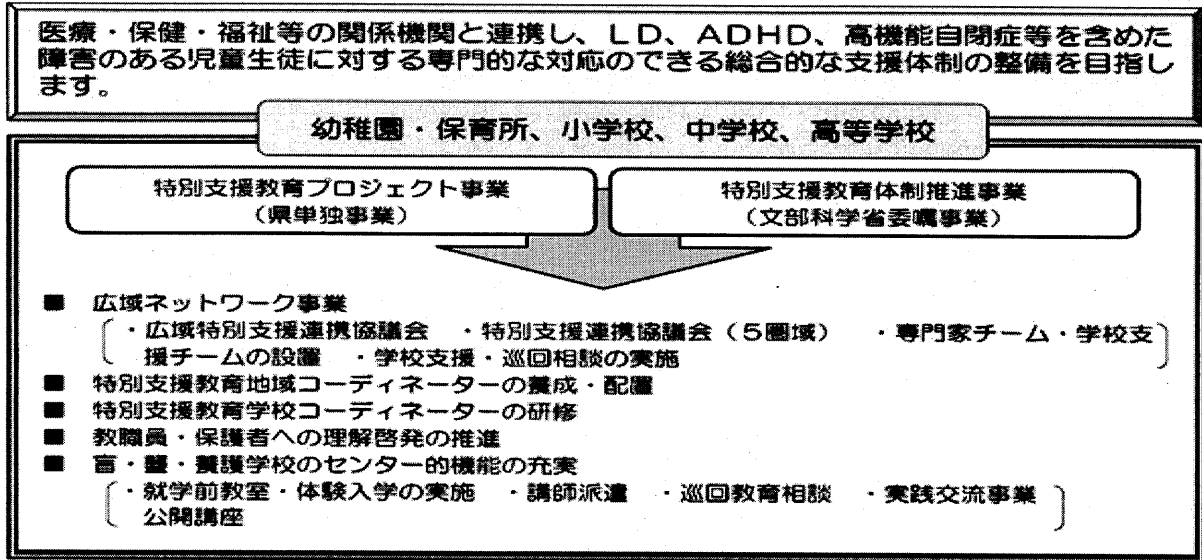 医療・保健・福祉等の関係機関と連携し、ＬＤ、ＡＤＨＤ、高機能自閉症等を含めた
障害のある児童生徒に対する専門的な対応のできる総合的な支援体制の整備を目指し
ます。
幼稚園・保育所、小学校、中学校、高等学校
特別支援教育プロジェクト事業
（県単独事業）
特別支援教育体制推進事業
（文部科学省委嘱事業）
■ 広域ネットワーク事業
・広域特別支援連携協議会 ・特別支援連携協議会（５圏域） ・専門家チーム・学校支
援チームの設置 ・学校支援・巡回相談の実施
■ 特別支援教育地域コーディネーターの養成・配置
■ 特別支援教育学校コーディネーターの研修
■ 教職員・保護者への理解啓発の推進
■ 盲・聾・養護学校のセンター的機能の充実
・就学前教室・体験入学の実施 ・講師派遣 ・巡回教育相談 ・実践交流事業
公開講座